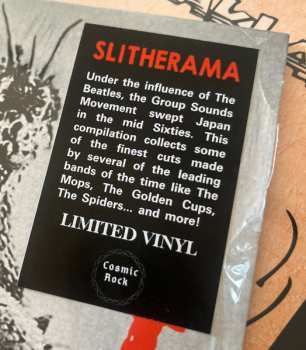 SLITHERAMA
Under the influence of The
Beatles, the Group Sounds
Movement swept Japan
in the mid Sixties. This
compilation collects some
of the finest cuts made
by several of the leading
bands of the time like The
Mops, The Golden Cups,
The Spiders... and more!
LIMITED VINYL
Cosmic
Rock